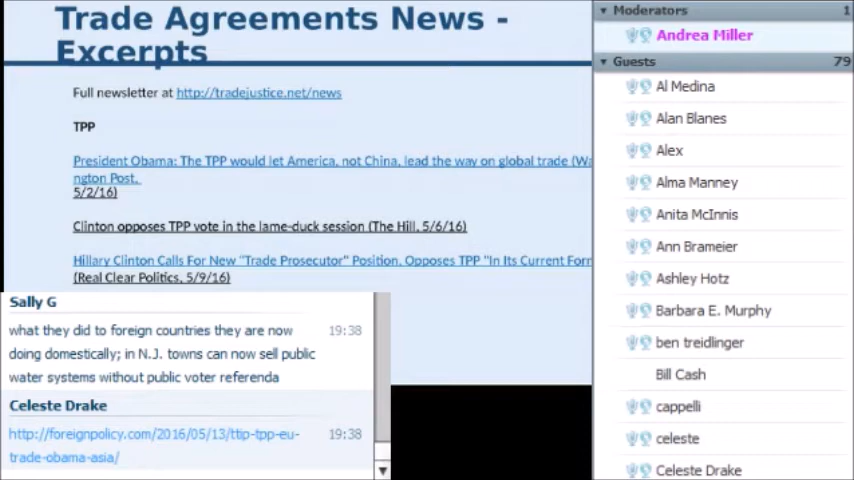 Trade Agreements News -
Excerpts
Full newsletter at http://tradejustice.net/news
TPP
President Obama: The TPP would let America, not China, lead the way on global trade (Wa
ngton Post,
5/2/16)
Clinton opposes TPP vote in the lame-duck session (The Hill, 5/6/16)
Hillary Clinton Calls For New "Trade Prosecutor" Position, Opposes TPP "In Its Current Form
(Real Clear Politics, 5/9/16)
Sally G
what they did to foreign countries they are now 19:38
doing domestically; in N.J. towns can now sell public
water systems without public voter referenda
Celeste Drake
http://foreignpolicy.com/2016/05/13/ttip-tpp-eu- 19:38
trade-obama-asia/
Moderators 1
Andrea Miller
Guests 79
Al Medina
Alan Blanes
Alex
Alma Manney
Anita McInnis
Ann Brameier
Ashley Hotz
Barbara E. Murphy
ben treidlinger
Bill Cash
cappelli
celeste
Celeste Drake